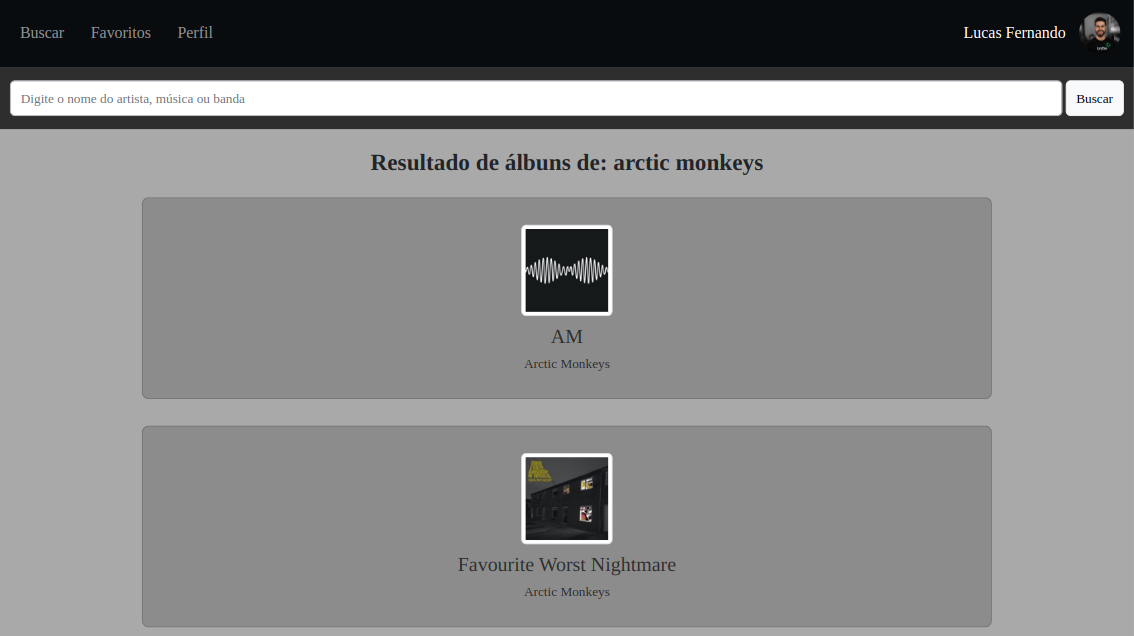 Buscar Favoritos Perfil Lucas Fernando
Digite o nome do artista, música ou banda Buscar
Resultado de álbuns de: arctic monkeys
AM
Arctic Monkeys
Favourite Worst Nightmare
Arctic Monkeys